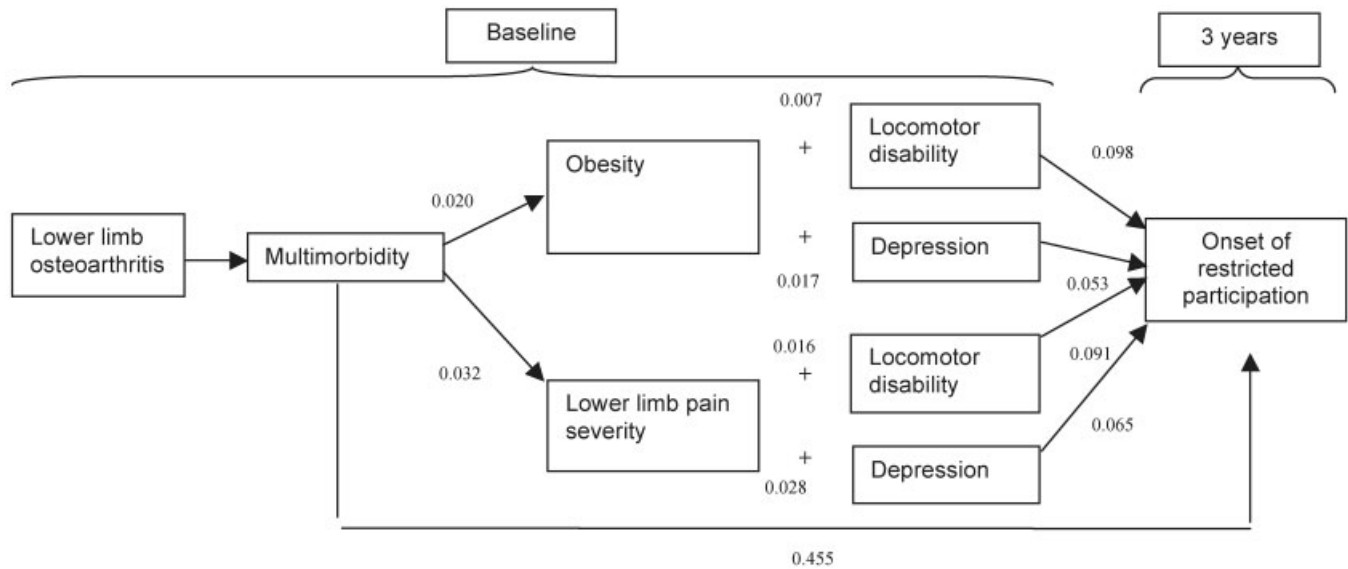 Baseline
3 years
0.007
Locomotor
disability
+
0.098
Obesity
0.020
Lower limb
osteoarthritis
Multimorbidity
+
Depression
0.017
Onset of
restricted
participation
0.053
0.016
Locomotor
disability
+
0.091
0.032
Lower limb pain
severity
0.065
+
Depression
0.028
0.455